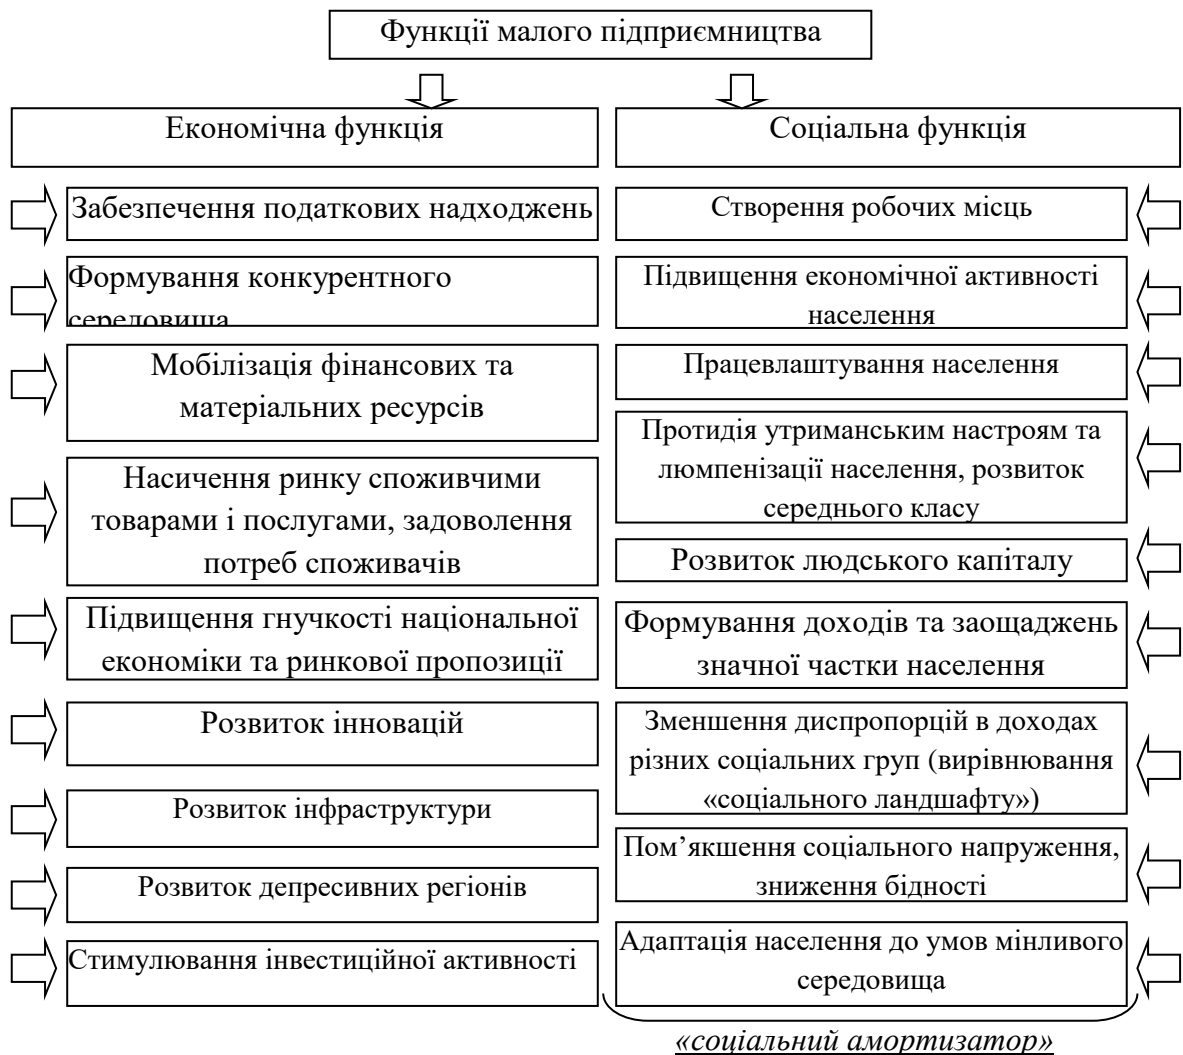 Функції малого підприємництва
Економічна функція
Забезпечення податкових надходжень
Формування конкурентного
середовища
Мобілізація фінансових та
матеріальних ресурсів
Насичення ринку споживчими
товарами і послугами, задоволення
потреб споживачів
Підвищення гнучкості національної
економіки та ринкової пропозиції
Розвиток інновацій
Розвиток інфраструктури
Розвиток депресивних регіонів
Стимулювання інвестиційної активності
Соціальна функція
Створення робочих місць
Підвищення економічної активності
населення
Працевлаштування населення
Протидія утриманським настроям та
люмпенізації населення, розвиток
середнього класу
Розвиток людського капіталу
Формування доходів та заощаджень
значної частки населення
Зменшення диспропорцій в доходах
різних соціальних груп (вирівнювання
«соціального ландшафту»)
Пом’якшення соціального напруження,
зниження бідності
Адаптація населення до умов мінливого
середовища
«соціальний амортизатор»